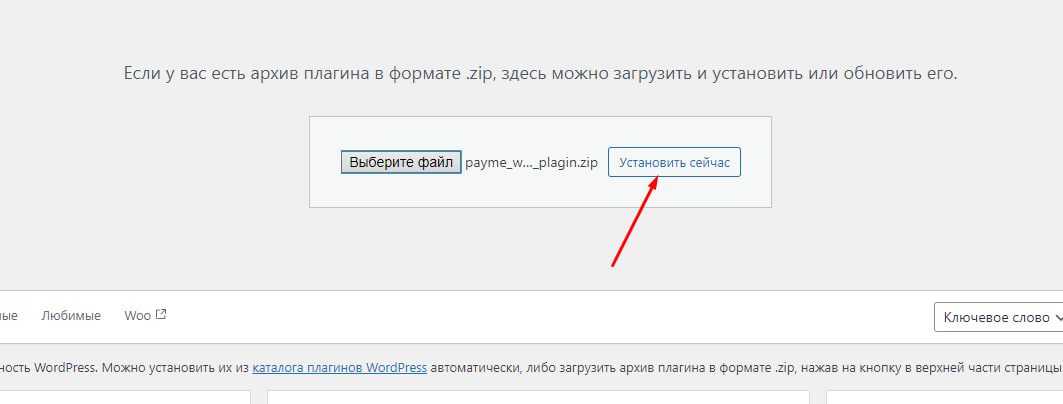 Если у вас есть архив плагина в формате .zip, здесь можно загрузить и установить или обновить его.
Выберите файл payme_w..._plagin.zip Установить сейчас
ные Любимые Woo Ключевое слово
ность WordPress. Можно установить их из каталога плагинов WordPress автоматически, либо загрузить архив плагина в формате .zip, нажав на кнопку в верхней части страницы.